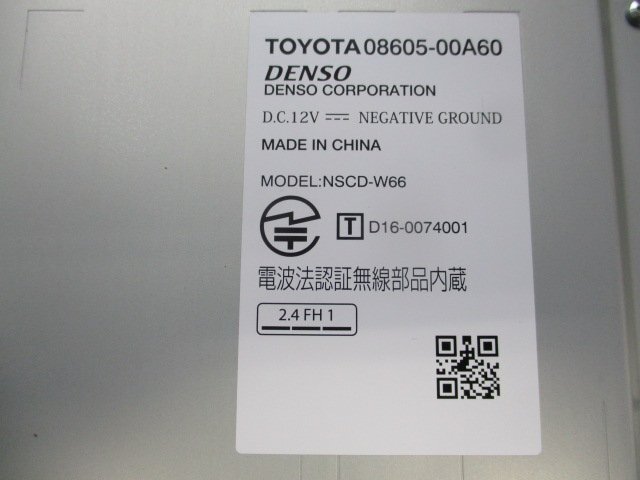 TOYOTA 08605-00A60
DENSO
DENSO CORPORATION
D.C.12V NEGATIVE GROUND
MADE IN CHINA
MODEL:NSCD-W66
T D16-0074001
電波法認証無線部品内蔵
2.4 FH 1